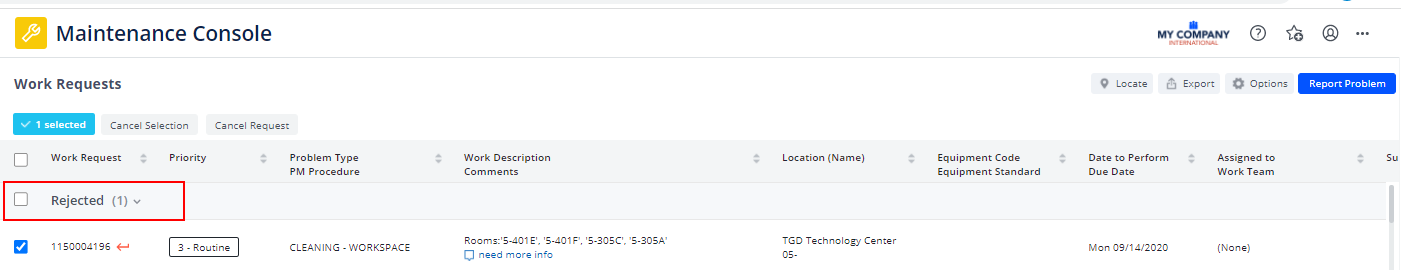 Maintenance Console
MY COMPANY
INTERNATIONAL
Work Requests
Locate
Export
Options
Report Problem
1 selected
Cancel Selection
Cancel Request
Work Request
Priority
Problem Type
PM Procedure
Work Description
Comments
Location (Name)
Equipment Code
Equipment Standard
Date to Perform
Due Date
Assigned to
Work Team
Su
Rejected (1)
1150004196
3 - Routine
CLEANING - WORKSPACE
Rooms:'5-401E', '5-401F', '5-305C', '5-305A'
need more info
TGD Technology Center
05-
Mon 09/14/2020
(None)